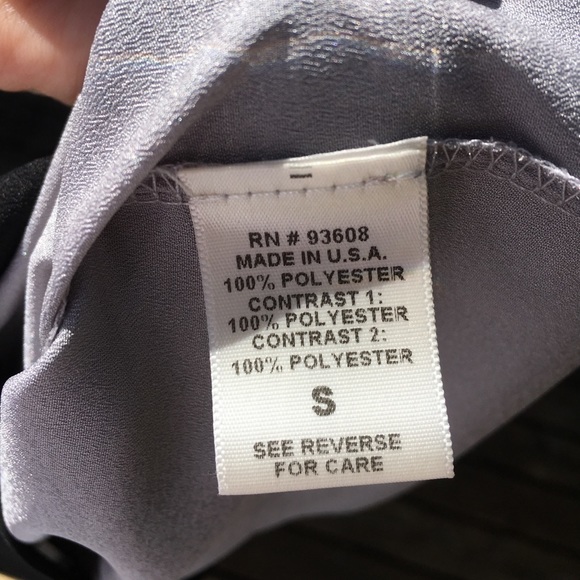 RN # 93608
MADE IN U.S.A.
100% POLYESTER
CONTRAST 1:
100% POLYESTER
CONTRAST 2:
100% POLYESTER
S
SEE REVERSE
FOR CARE